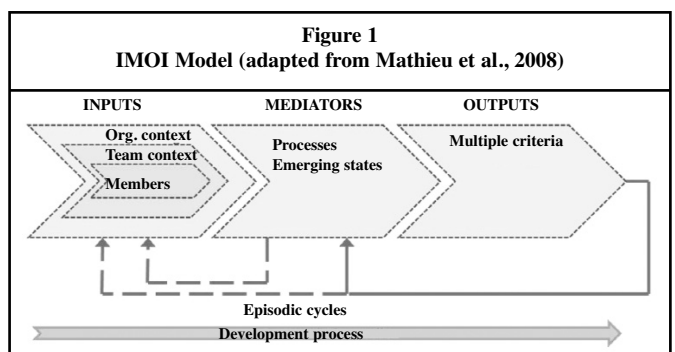 Figure 1
IMOI Model (adapted from Mathieu et al., 2008)
INPUTS MEDIATORS OUTPUTS
Org. context
Team context
Members
Processes
Emerging states
Multiple criteria
Episodic cycles
Development process